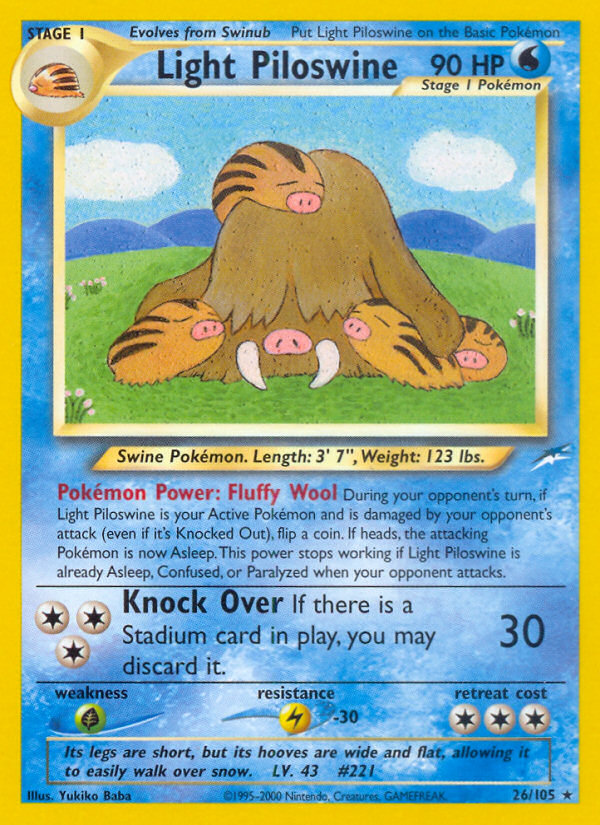 STAGE 1 Evolves from Swinub Put Light Piloswine on the Basic Pokémon
Light Piloswine 90 HP
Stage 1 Pokémon
Swine Pokémon. Length: 3' 7", Weight: 123 lbs.
Pokémon Power: Fluffy Wool During your opponent's turn, if
Light Piloswine is your Active Pokémon and is damaged by your opponent's
attack (even if it's Knocked Out), flip a coin. If heads, the attacking
Pokémon is now Asleep. This power stops working if Light Piloswine is
already Asleep, Confused, or Paralyzed when your opponent attacks.
Knock Over If there is a
Stadium card in play, you may
discard it.
30
weakness resistance retreat cost
-30
Its legs are short, but its hooves are wide and flat, allowing it
to easily walk over snow. LV. 43 #221
Illus. Yukiko Baba ©1995-2000 Nintendo, Creatures, GAMEFREAK. 26/105 ★